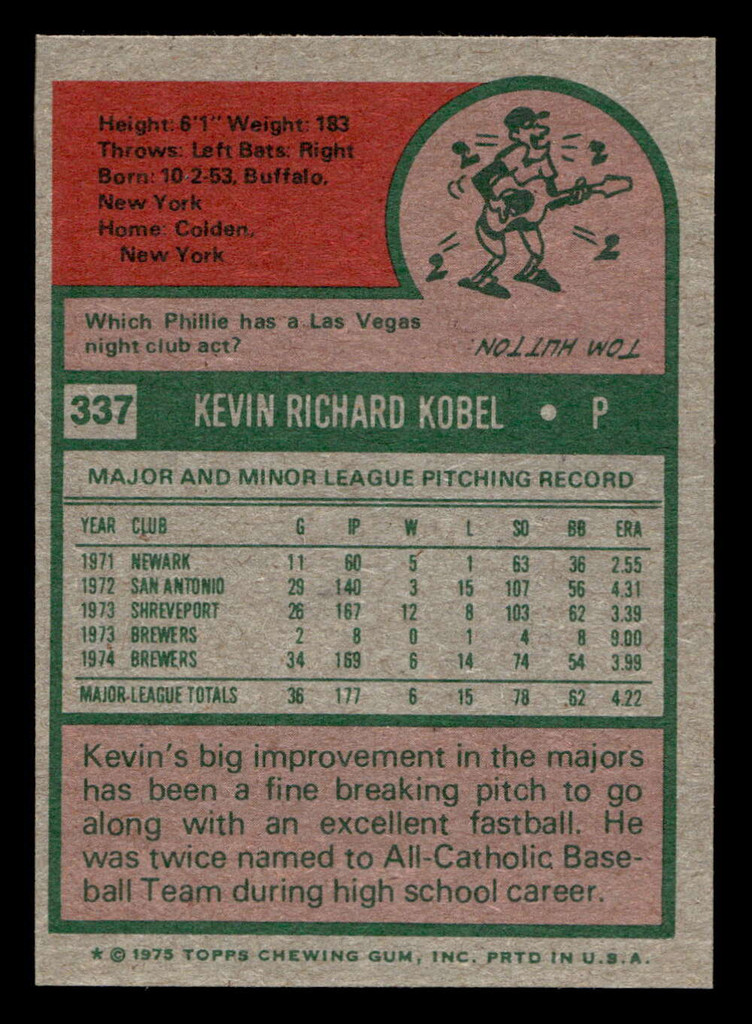 Height: 6'1" Weight: 183
Throws: Left Bats: Right
Born: 10-2-53, Buffalo,
New York
Home: Colden,
New York
2 2
2 2
Which Phillie has a Las Vegas
night club act?
TOM HUTTON
337 KEVIN RICHARD KOBEL • P
MAJOR AND MINOR LEAGUE PITCHING RECORD
YEAR CLUB G IP W L SO BB ERA
1971 NEWARK 11 60 5 1 63 36 2.55
1972 SAN ANTONIO 29 140 3 15 107 56 4.31
1973 SHREVEPORT 26 167 12 8 103 62 3.39
1973 BREWERS 2 8 0 1 4 8 9.00
1974 BREWERS 34 169 6 14 74 54 3.99
MAJOR LEAGUE TOTALS 36 177 6 15 78 62 4.22
Kevin's big improvement in the majors
has been a fine breaking pitch to go
along with an excellent fastball. He
was twice named to All-Catholic Base-
ball Team during high school career.
* © 1975 TOPPS CHEWING GUM, INC. PRTD IN U.S.A.